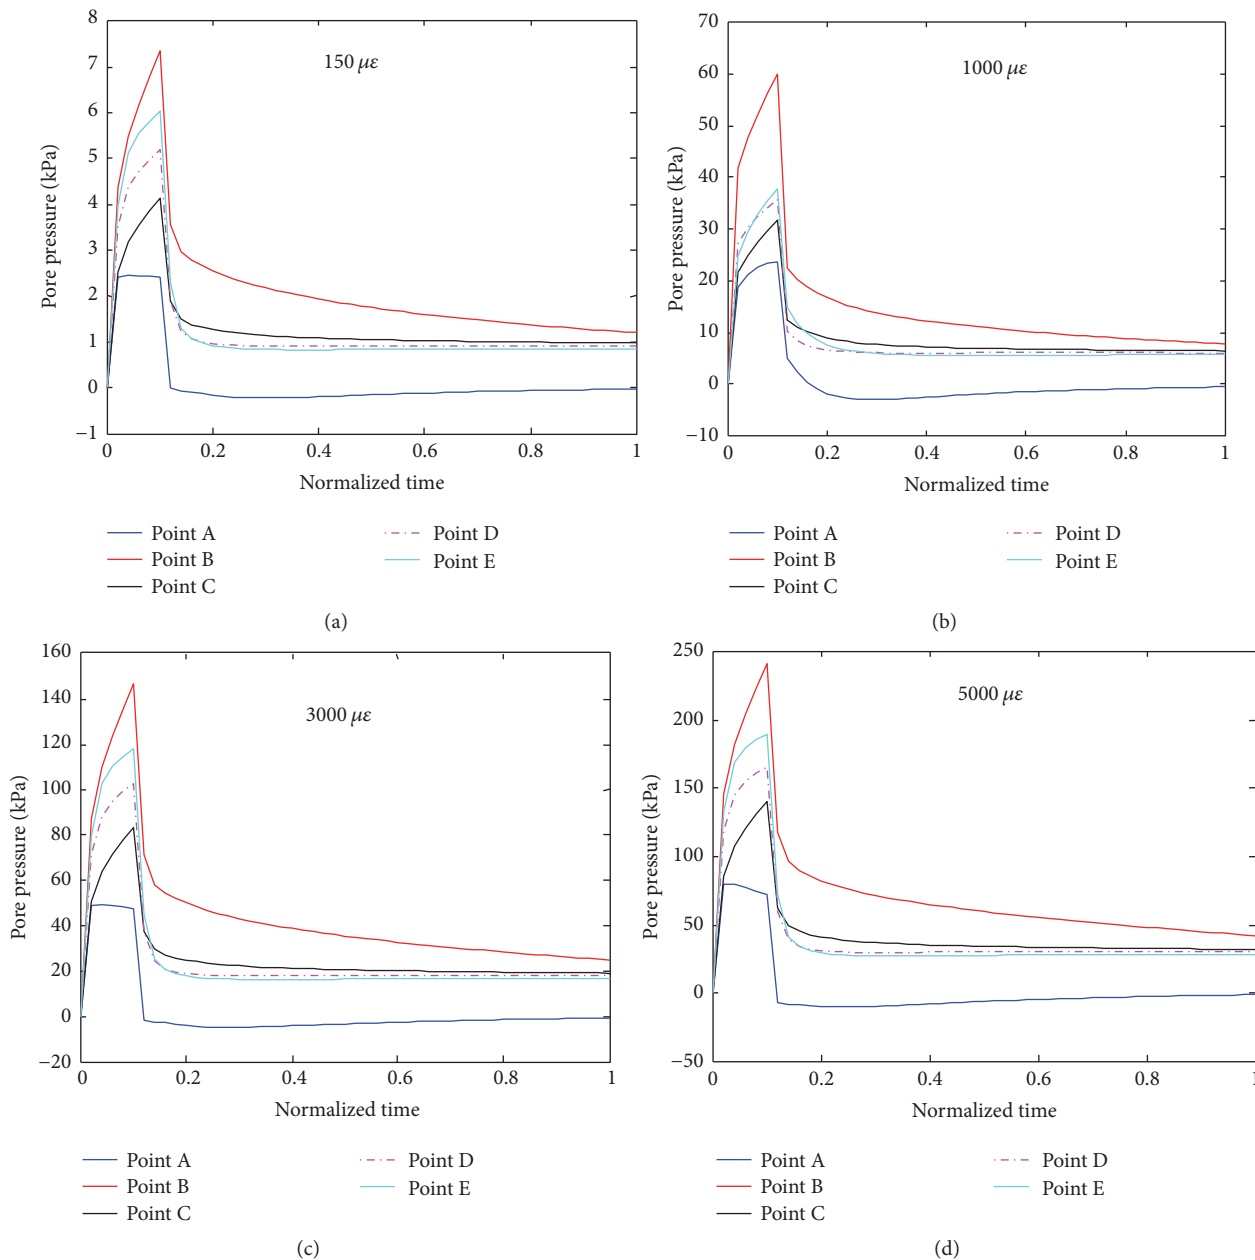 8
7
6
5
4
3
2
1
0
−1
Pore pressure (kPa)
150 με
0 0.2 0.4 0.6 0.8 1
Normalized time
Point A
Point B
Point C
Point D
Point E
(a)
70
60
50
40
30
20
10
0
−10
Pore pressure (kPa)
1000 με
0 0.2 0.4 0.6 0.8 1
Normalized time
Point A
Point B
Point C
Point D
Point E
(b)
160
140
120
100
80
60
40
20
0
−20
Pore pressure (kPa)
3000 με
0 0.2 0.4 0.6 0.8 1
Normalized time
Point A
Point B
Point C
Point D
Point E
(c)
250
200
150
100
50
0
−50
Pore pressure (kPa)
5000 με
0 0.2 0.4 0.6 0.8 1
Normalized time
Point A
Point B
Point C
Point D
Point E
(d)